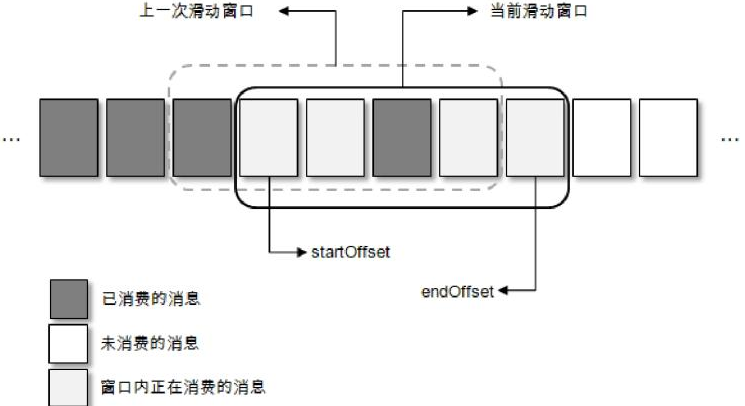 上一次滑动窗口
当前滑动窗口
...
...
startOffset
endOffset
已消费的消息
未消费的消息
窗口内正在消费的消息